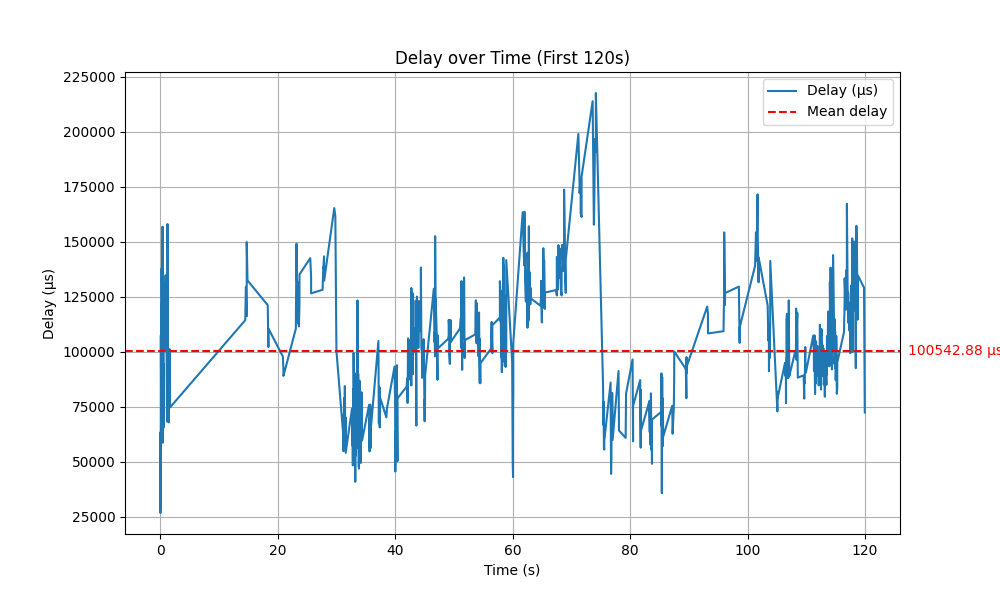 Delay over Time (First 120s)
Delay (µs)
Mean delay
225000
200000
175000
150000
125000
100000
75000
50000
25000
Delay (µs)
100542.88 µs
0 20 40 60 80 100 120
Time (s)